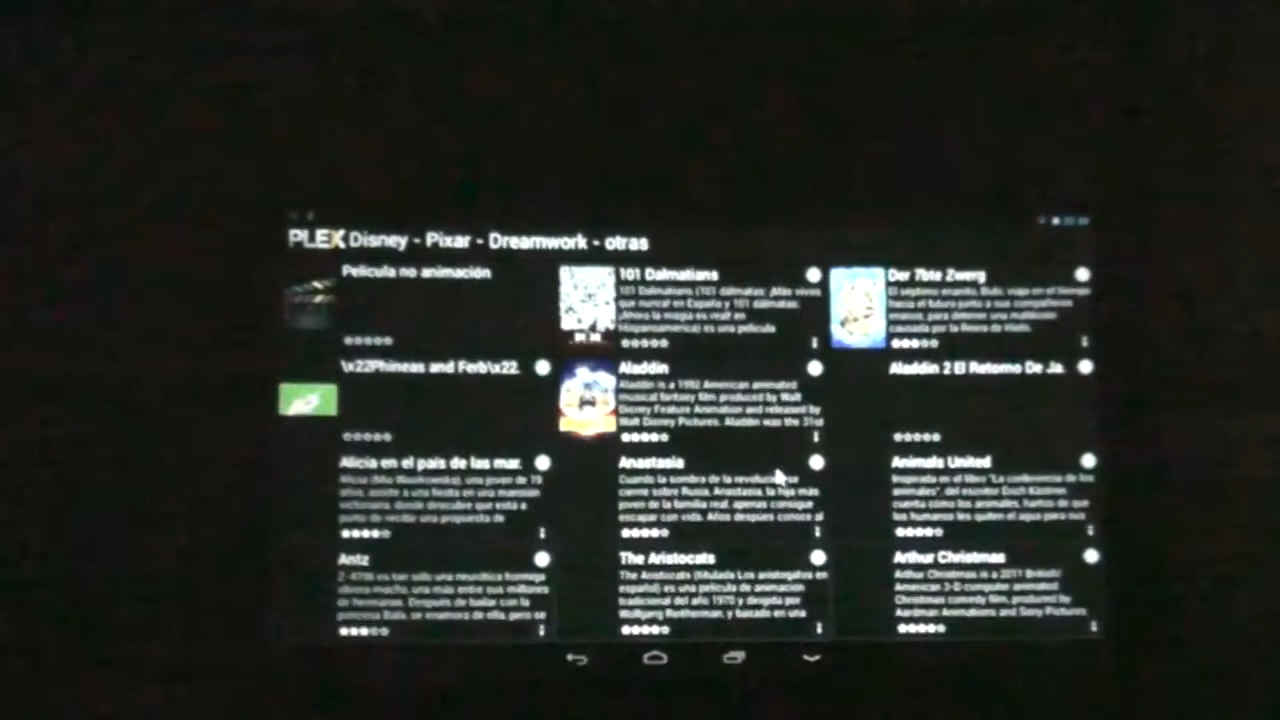 PLEX Disney - Pixar - Dreamwork - otras
Pelicula no animación
101 Dalmatians
101 Dalmatians (101 dálmatas: ¡Más vivos
que nunca! en España y 101 dálmatas:
¡Ahora la magia es real! en
Hispanoamérica) es una película
Der 7bte Zwerg
El séptimo enanito, Bobo, viaja en el tiempo
hacia el futuro junto a sus compañeros
enanos, para detener una maldición
causada por la Reina de Hielo.
\x22Phineas and Ferb\x22.
Aladdin
Aladdin is a 1992 American animated
musical fantasy film produced by Walt
Disney Feature Animation and released by
Walt Disney Pictures. Aladdin was the 31st
Aladdin 2 El Retorno De Ja.
Alicia en el país de las mar.
Alicia (Mia Wasikowska), una joven de 19
años, asiste a una fiesta en una mansión
victoriana, donde descubre que está a
punto de recibir una propuesta de
Anastasia
Cuando la sombra de la revolución se
cierne sobre Rusia, Anastasia, la hija más
joven de la familia real, apenas consigue
escapar con vida. Años después conoce al
Animals United
Inspirada en el libro "La conferencia de los
animales", del escritor Erich Kästner,
cuenta como los animales, hartos de que
los humanos les quiten el agua para sus
Antz
Z-4195 es tan sólo una neurótica hormiga
obrera macho, una más entre sus millones
de hermanas. Después de bailar con la
princesa Bala, se enamora de ella, pero se
The Aristocats
The Aristocats (titulada Los aristogatos en
español) es una película de animación
tradicional del año 1970 y dirigida por
Wolfgang Reitherman, y basado en una
Arthur Christmas
Arthur Christmas is a 2011 British/
American 3-D computer animated
Christmas comedy film, produced by
Aardman Animations and Sony Pictures